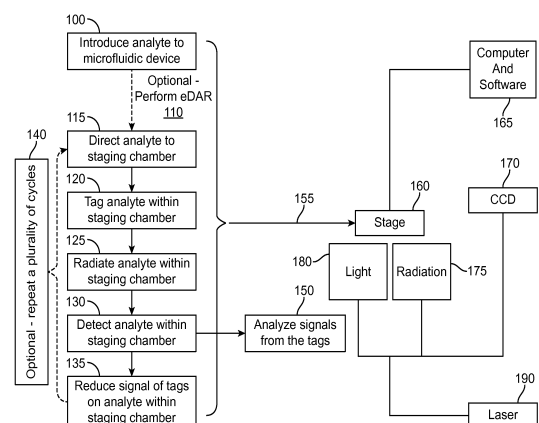 100
Introduce analyte to
microfluidic device
Optional -
Perform eDAR
110
115
Direct analyte to
staging chamber
120
Tag analyte within
staging chamber
125
Radiate analyte within
staging chamber
130
Detect analyte within
staging chamber
135
Reduce signal of tags
on analyte within
staging chamber
140
Optional - repeat a plurality of cycles
150
Analyze signals
from the tags
155
160
Stage
Computer
And
Software
165
170
CCD
180
Light
Radiation
175
190
Laser